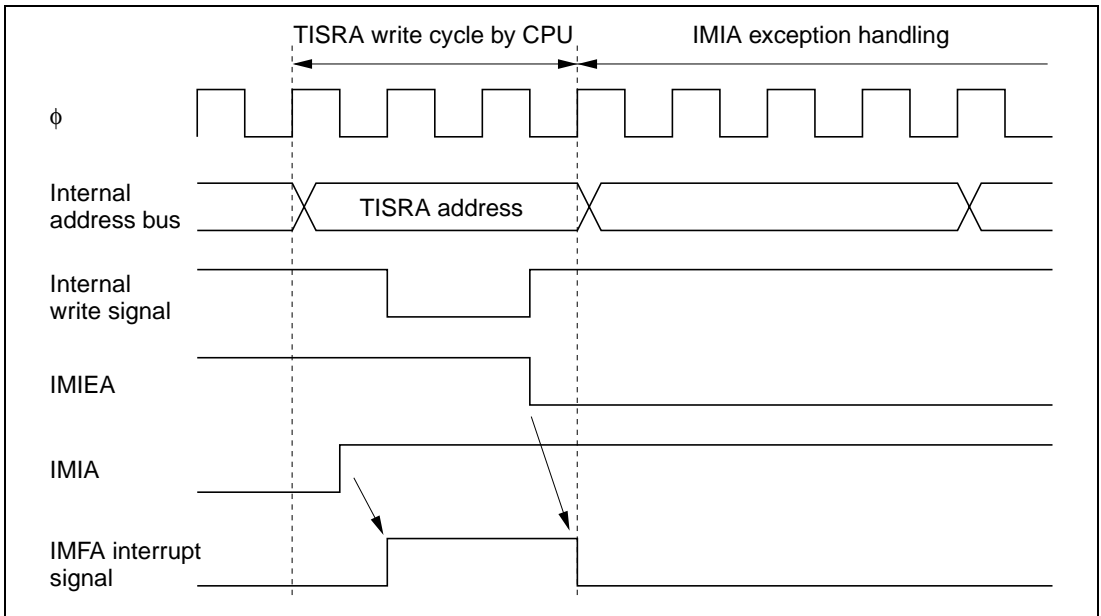 TISRA write cycle by CPU
IMIA exception handling
φ
Internal
address bus
TISRA address
Internal
write signal
IMIEA
IMIA
IMFA interrupt
signal